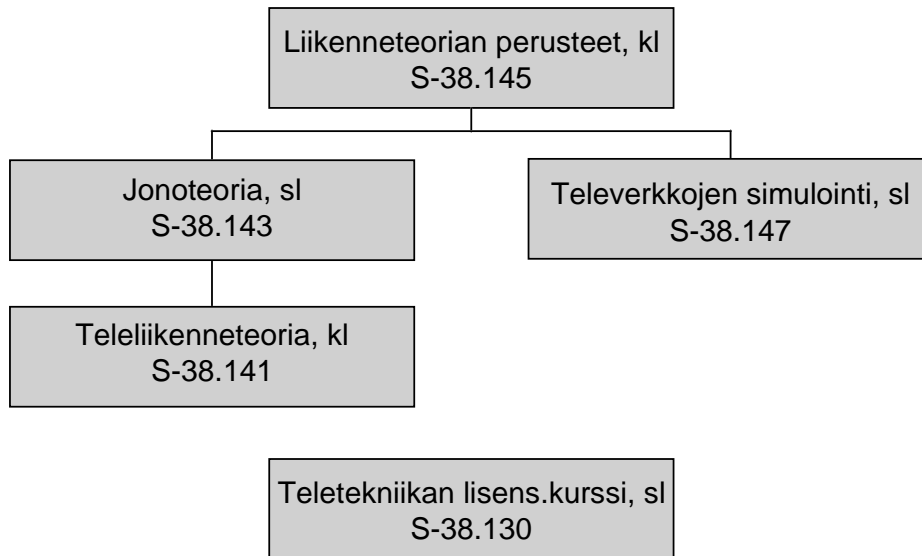 Liikenneteorian perusteet, kl
S-38.145
Jonoteoria, sl
S-38.143
Televerkkojen simulointi, sl
S-38.147
Teleliikenneteoria, kl
S-38.141
Teletekniikan lisens.kurssi, sl
S-38.130